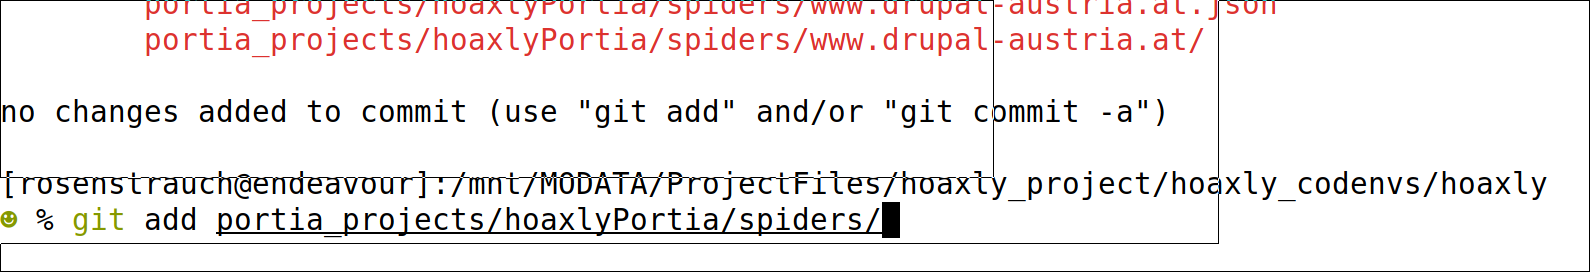 portia_projects/hoaxlyPortia/spiders/www.drupal-austria.at.json
portia_projects/hoaxlyPortia/spiders/www.drupal-austria.at/
no changes added to commit (use "git add" and/or "git commit -a")
[rosenstrauch@endeavour]:/mnt/MODATA/ProjectFiles/hoaxly_project/hoaxly_codenvs/hoaxly
☻ % git add portia_projects/hoaxlyPortia/spiders/